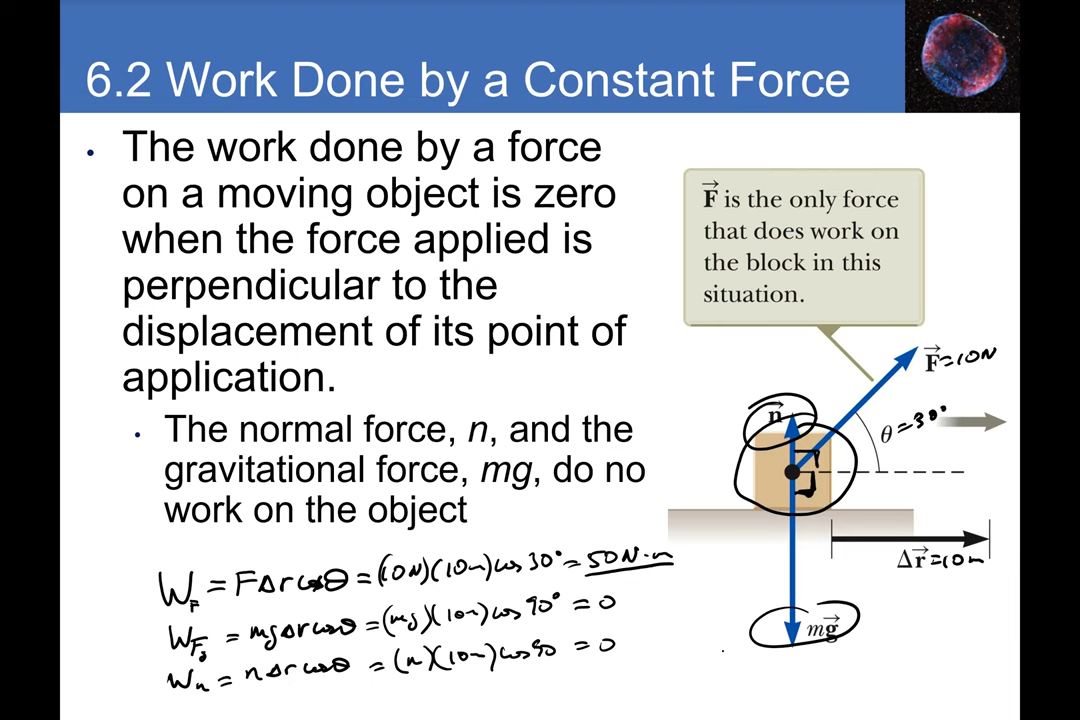 6.2 Work Done by a Constant Force
• The work done by a force
on a moving object is zero
when the force applied is
perpendicular to the
displacement of its point of
application.
• The normal force, n, and the
gravitational force, mg, do no
work on the object
F⃗ is the only force
that does work on
the block in this
situation.
F⃗ = 10N
n⃗
θ = 30°
Δr⃗ = 10m
mg⃗
W_F = FΔr cosθ = (10N)(10m) cos 30° = 50N·m
W_Fg = mgΔr cosθ = (mg)(10m) cos 90° = 0
W_n = nΔr cosθ = (n)(10m) cos 90 = 0